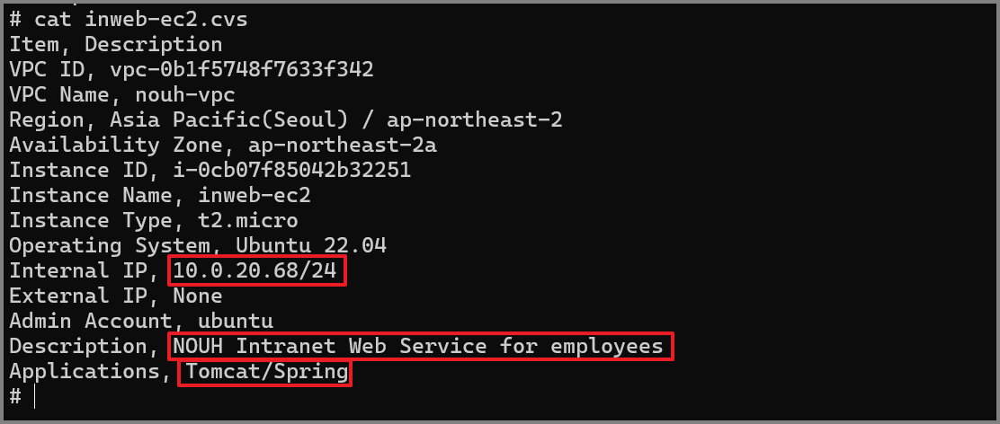 # cat inweb-ec2.cvs
Item, Description
VPC ID, vpc-0b1f5748f7633f342
VPC Name, nouh-vpc
Region, Asia Pacific(Seoul) / ap-northeast-2
Availability Zone, ap-northeast-2a
Instance ID, i-0cb07f85042b32251
Instance Name, inweb-ec2
Instance Type, t2.micro
Operating System, Ubuntu 22.04
Internal IP, 10.0.20.68/24
External IP, None
Admin Account, ubuntu
Description, NOUH Intranet Web Service for employees
Applications, Tomcat/Spring
#